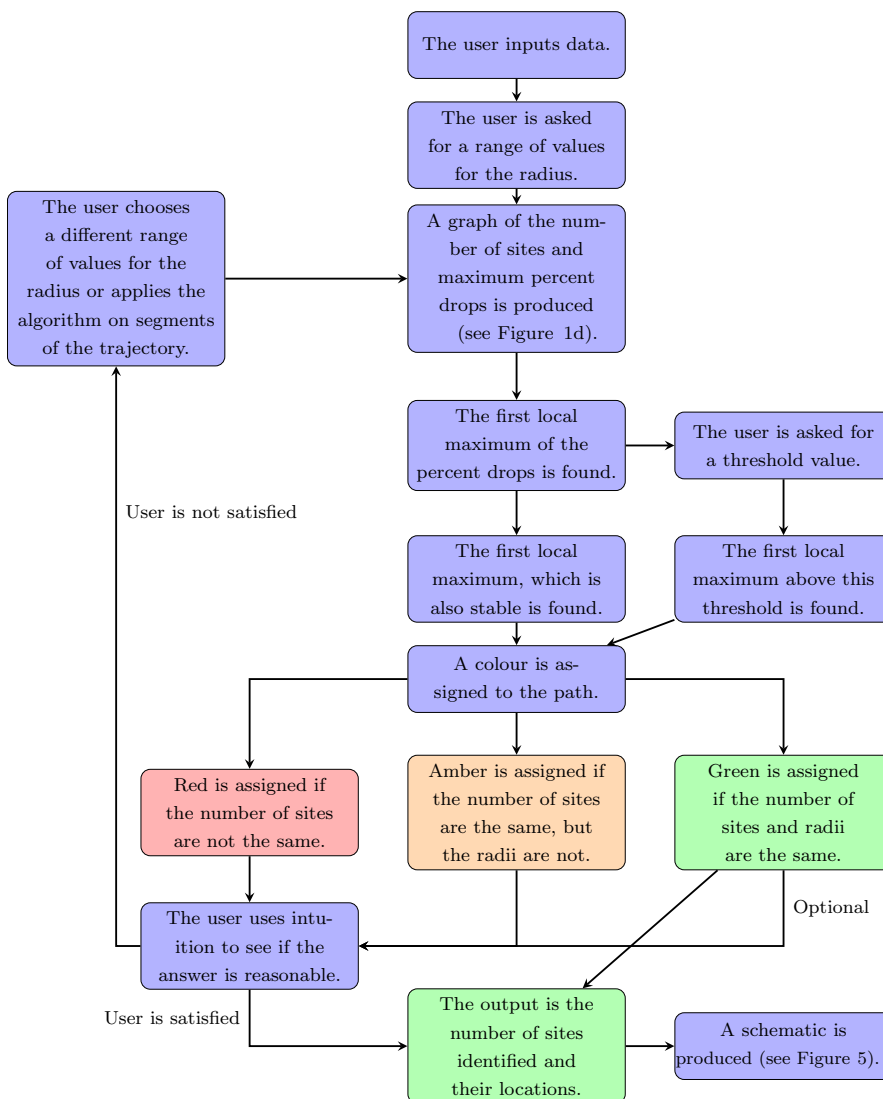 The user inputs data.
The user is asked
for a range of values
for the radius.
The user chooses
a different range
of values for the
radius or applies the
algorithm on segments
of the trajectory.
A graph of the num-
ber of sites and
maximum percent
drops is produced
(see Figure 1d).
The first local
maximum of the
percent drops is found.
The user is asked for
a threshold value.
User is not satisfied
The first local
maximum, which is
also stable is found.
The first local
maximum above this
threshold is found.
A colour is as-
signed to the path.
Red is assigned if
the number of sites
are not the same.
Amber is assigned if
the number of sites
are the same, but
the radii are not.
Green is assigned
if the number of
sites and radii
are the same.
Optional
The user uses intu-
ition to see if the
answer is reasonable.
User is satisfied
The output is the
number of sites
identified and
their locations.
A schematic is
produced (see Figure 5).